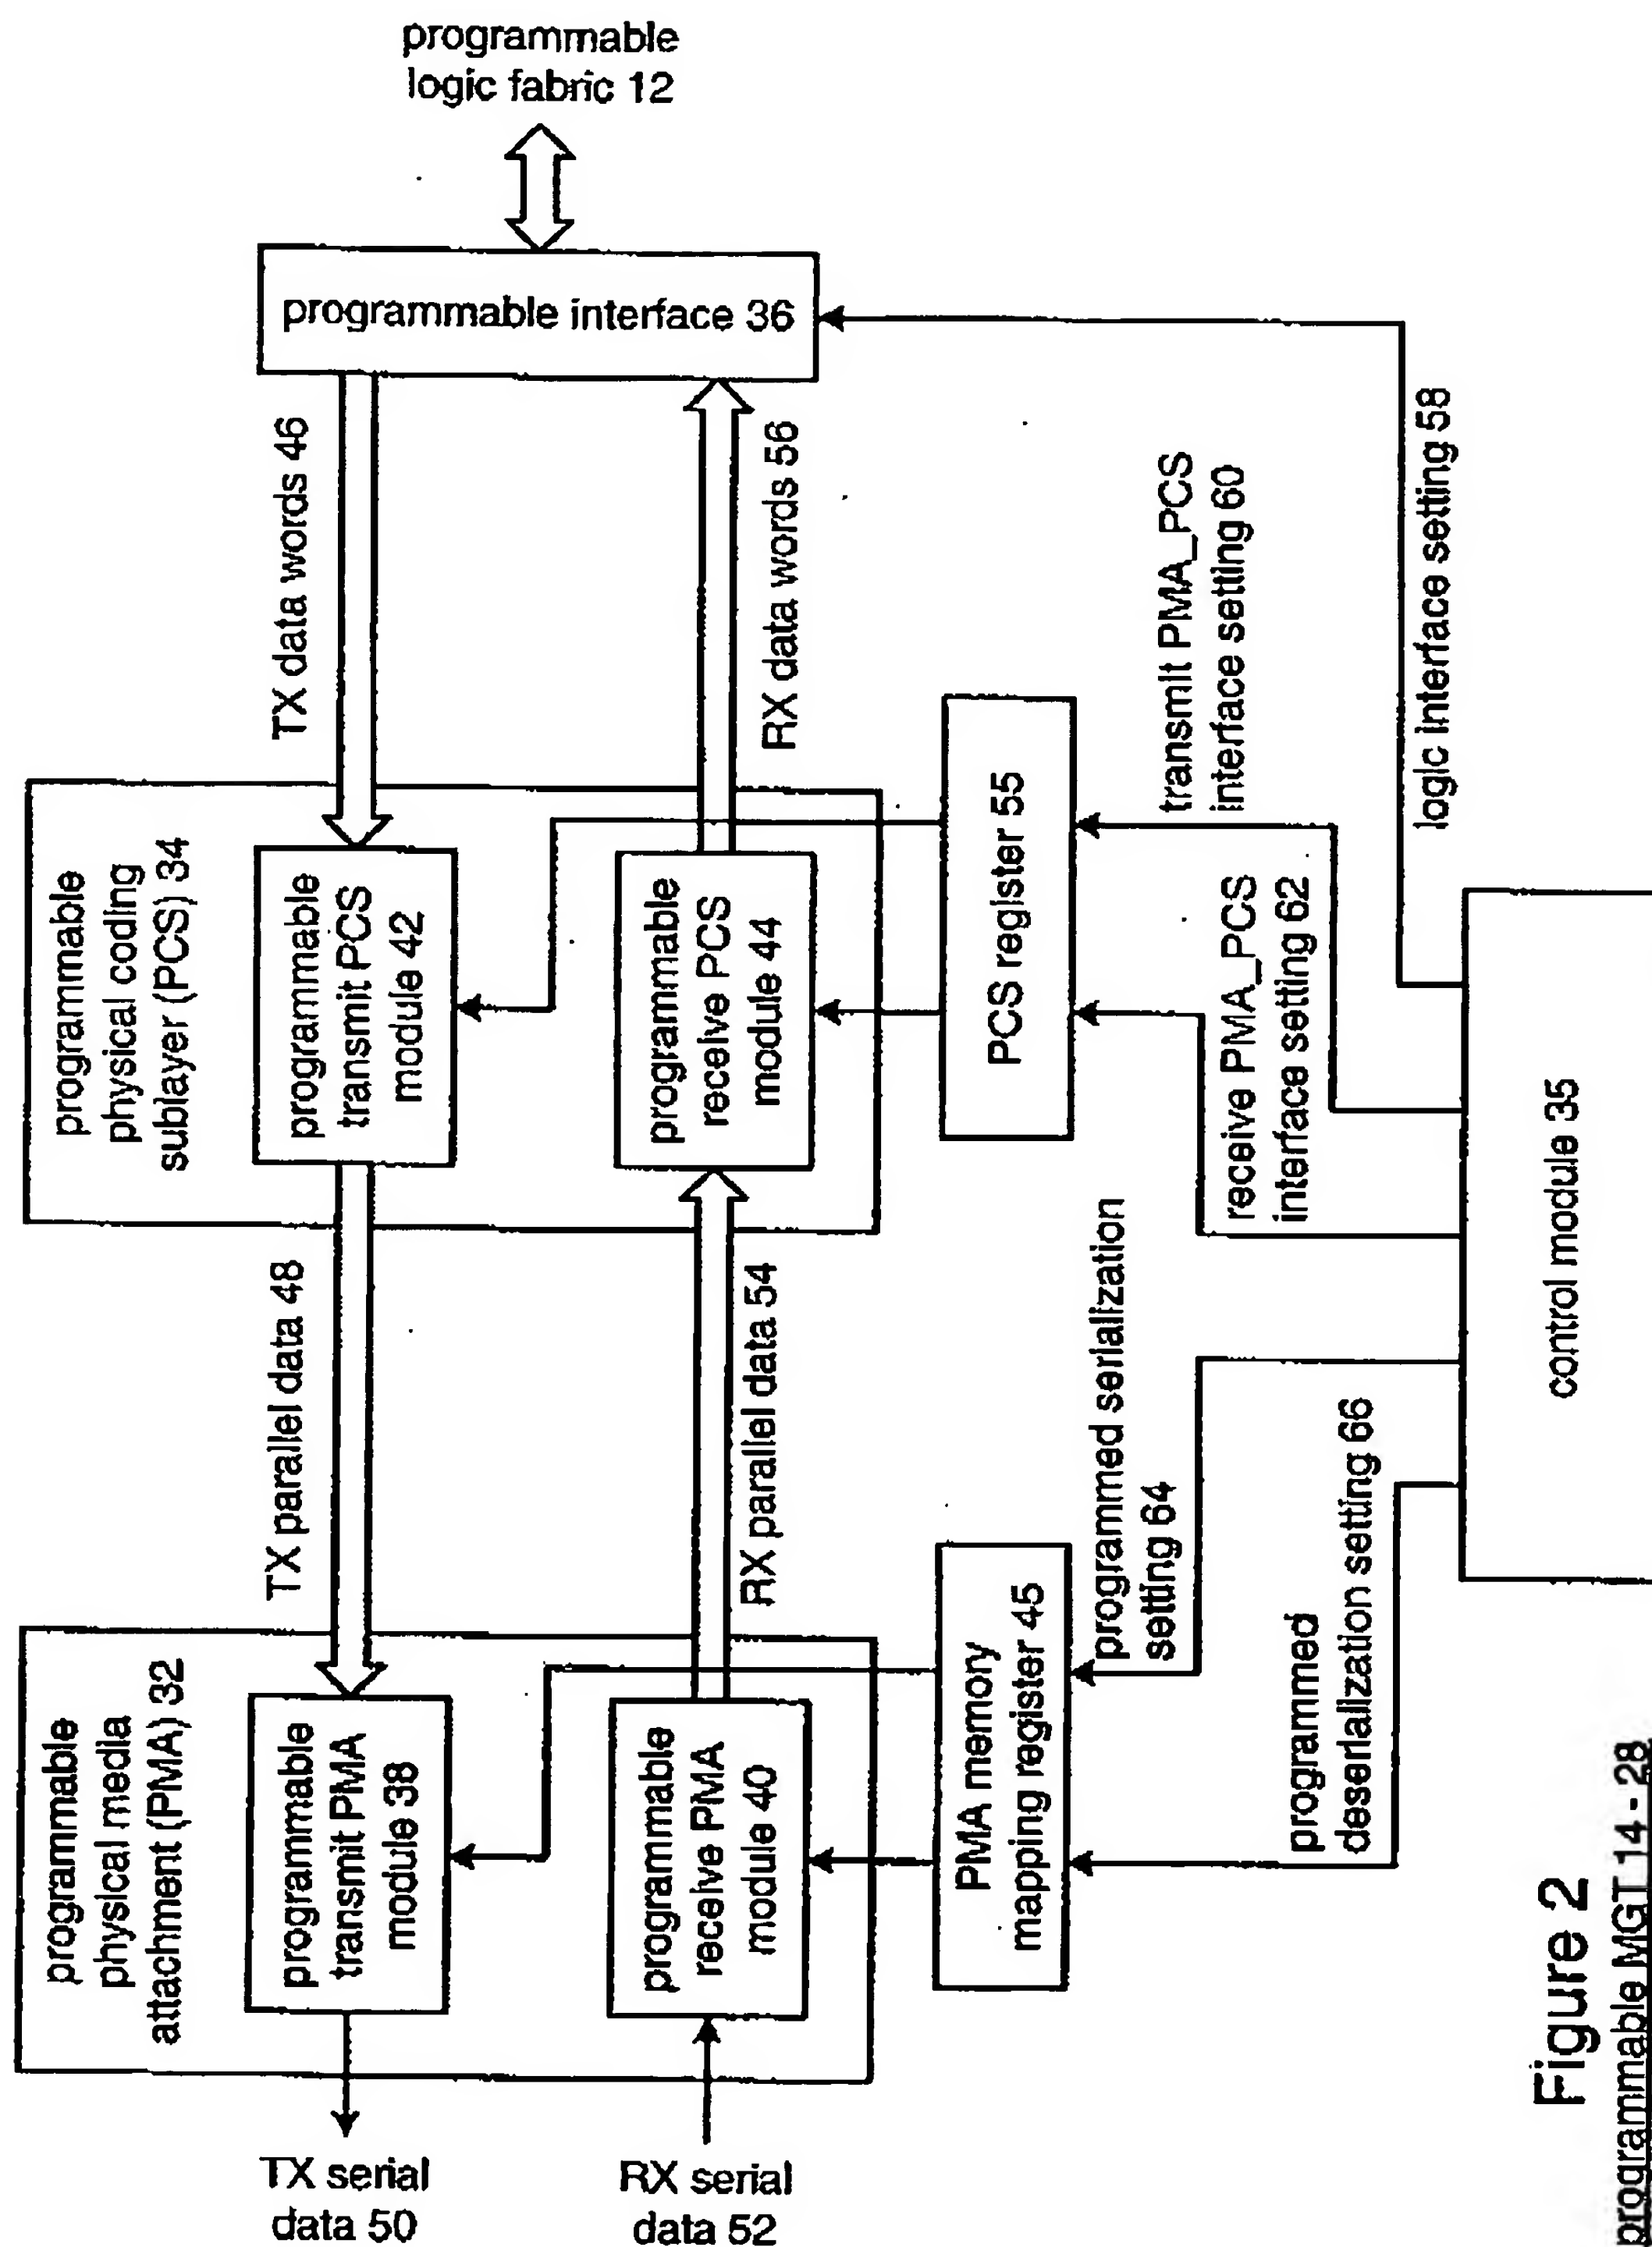 programmable
logic fabric 12
programmable interface 36
TX data words 46
RX data words 56
programmable
physical coding
sublayer (PCS) 34
programmable
transmit PCS
module 42
programmable
receive PCS
module 44
PCS register 55
transmit PMA_PCS
interface setting 60
logic interface setting 58
receive PMA_PCS
interface setting 62
TX parallel data 48
RX parallel data 54
programmed serialization
setting 64
control module 35
programmable
physical media
attachment (PMA) 32
programmable
transmit PMA
module 38
programmable
receive PMA
module 40
PMA memory
mapping register 45
programmed
deserialization setting 66
TX serial
data 50
RX serial
data 52
Figure 2
programmable MGT 14 - 28